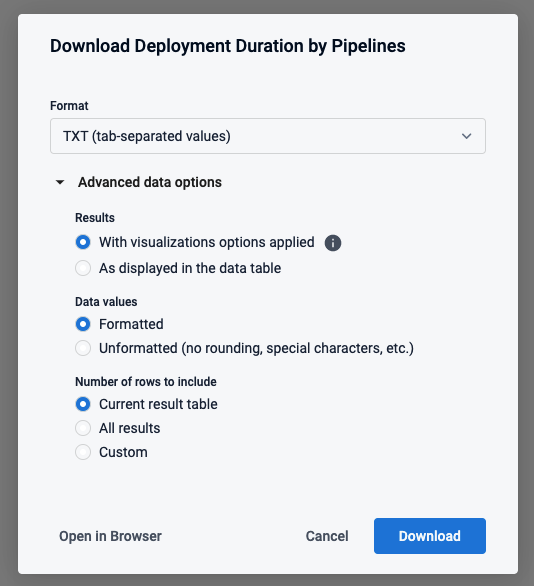 Download Deployment Duration by Pipelines
Format
TXT (tab-separated values)
Advanced data options
Results
With visualizations options applied
As displayed in the data table
Data values
Formatted
Unformatted (no rounding, special characters, etc.)
Number of rows to include
Current result table
All results
Custom
Open in Browser Cancel Download